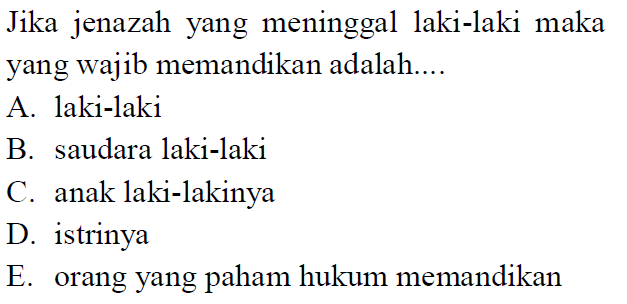 Jika jenazah yang meninggal laki-laki maka
yang wajib memandikan adalah....
A. laki-laki
B. saudara laki-laki
C. anak laki-lakinya
D. istrinya
E. orang yang paham hukum memandikan